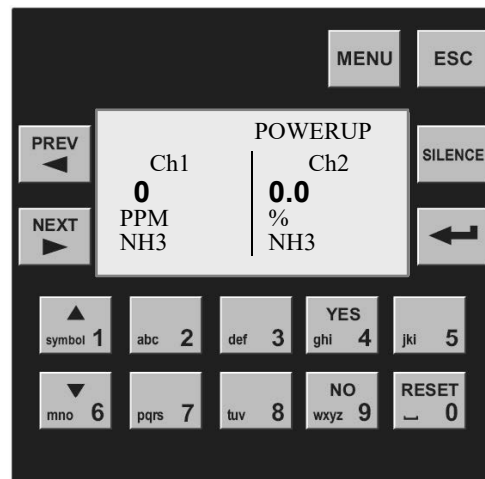 MENU ESC
PREV
POWERUP
Ch1 Ch2
SILENCE
0 0.0
PPM %
NH3 NH3
NEXT
YES
symbol 1 abc 2 def 3 ghi 4 jki 5
NO RESET
mno 6 pqrs 7 tuv 8 wxyz 9 0